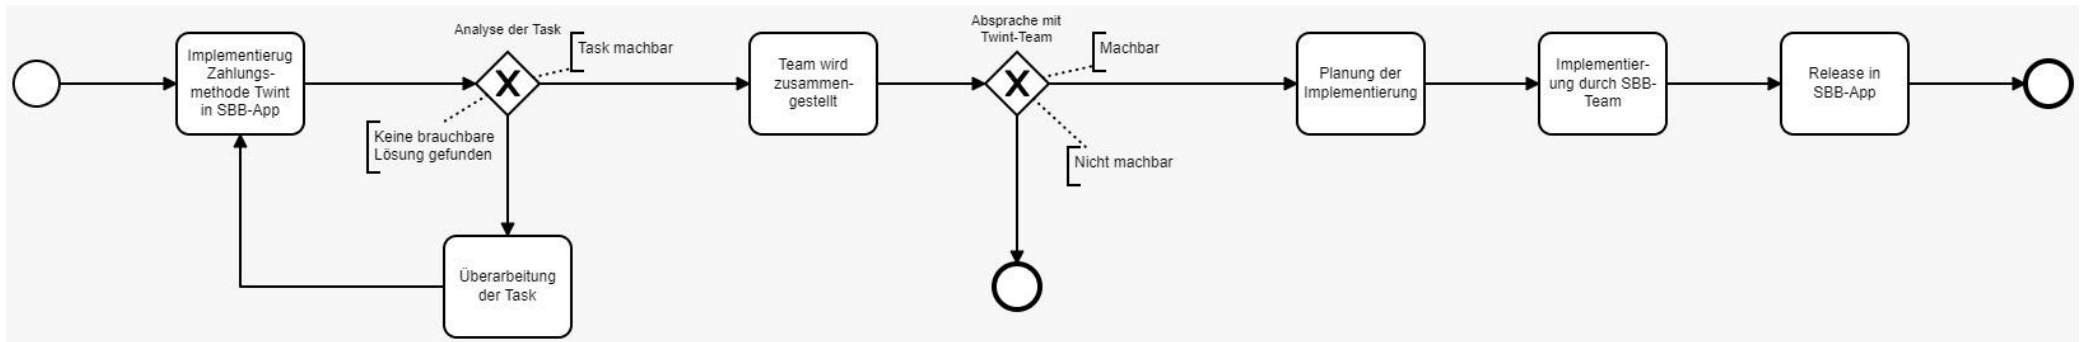 Implementierug
Zahlungs-
methode Twint
in SBB-App
Analyse der Task
Task machbar
Keine brauchbare
Lösung gefunden
Überarbeitung
der Task
Team wird
zusammen-
gestellt
Absprache mit
Twint-Team
Machbar
Nicht machbar
Planung der
Implementierung
Implementier-
ung durch SBB-
Team
Release in
SBB-App